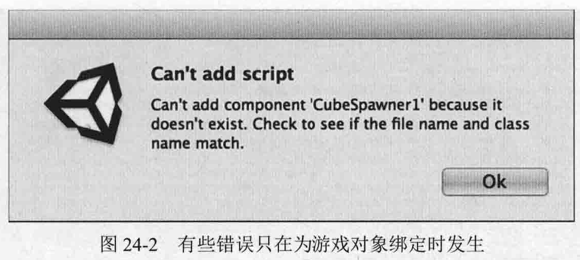 Can't add script
Can't add component 'CubeSpawner1' because it
doesn't exist. Check to see if the file name and class
name match.
Ok
图 24-2 有些错误只在为游戏对象绑定时发生